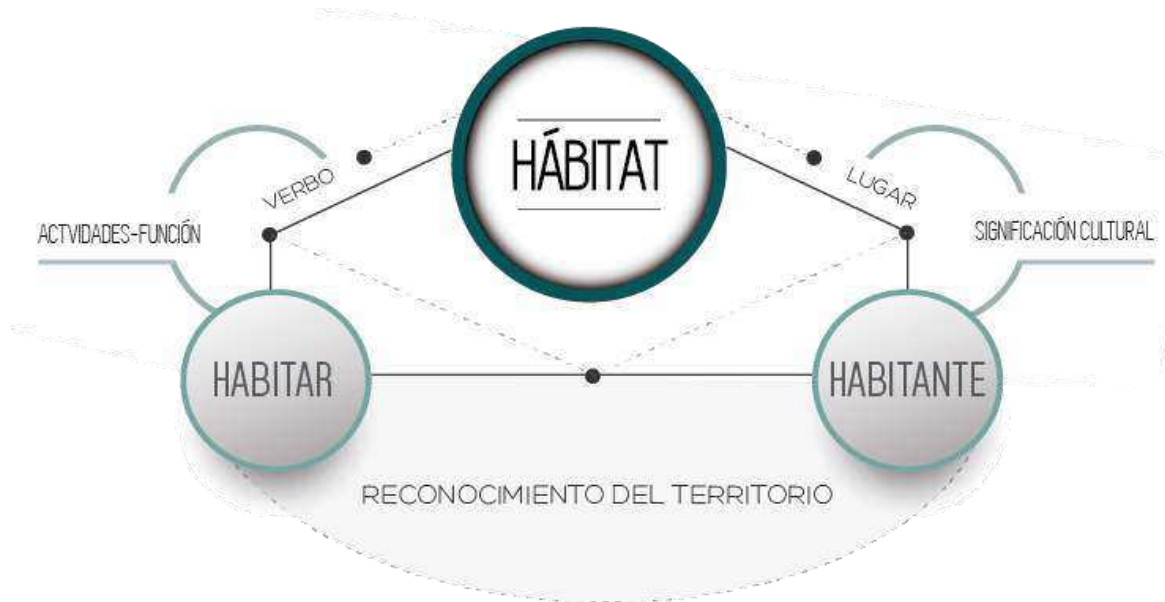 HÁBITAT
VERBO
LUGAR
ACTVIDADES-FUNCIÓN
SIGNIFICACIÓN CULTURAL
HABITAR
HABITANTE
RECONOCIMIENTO DEL TERRITORIO